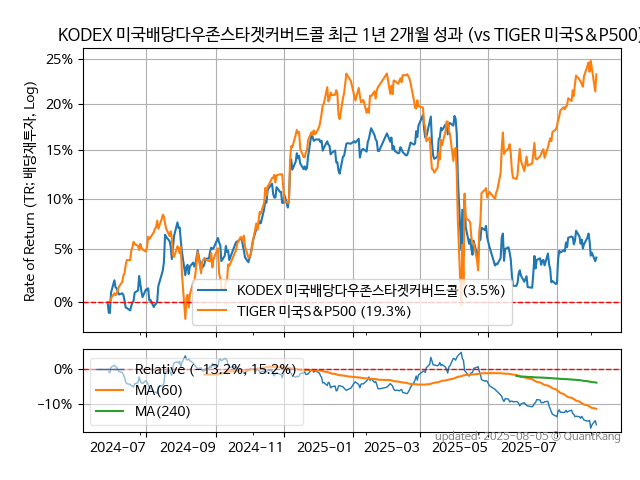 KODEX 미국배당다우존스타겟커버드콜 최근 1년 2개월 성과 (vs TIGER 미국S&P500)
Rate of Return (TR: 배당재투자, Log)
25%
20%
15%
10%
5%
0%
KODEX 미국배당다우존스타겟커버드콜 (3.5%)
TIGER 미국S&P500 (19.3%)
0%
−10%
Relative (−13.2%, 15.2%)
MA(60)
MA(240)
updated: 2025-08-05 © QuantKang
2024-07 2024-09 2024-11 2025-01 2025-03 2025-05 2025-07